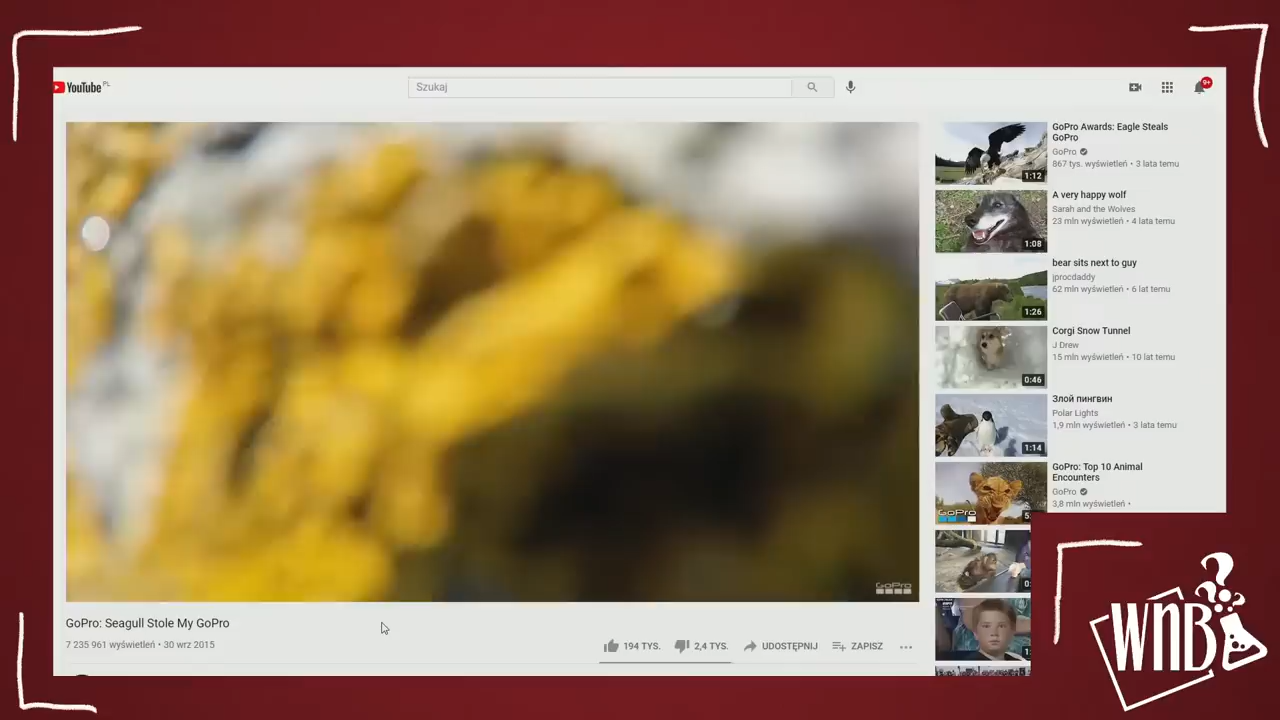 YouTube PL
Szukaj
9+
GoPro
GoPro: Seagull Stole My GoPro
7 235 961 wyświetleń • 30 wrz 2015
194 TYS.
2,4 TYS.
UDOSTĘPNIJ
ZAPISZ
GoPro Awards: Eagle Steals
GoPro
GoPro
867 tys. wyświetleń • 3 lata temu
1:12
A very happy wolf
Sarah and the Wolves
23 mln wyświetleń • 4 lata temu
1:08
bear sits next to guy
jprocdaddy
62 mln wyświetleń • 6 lat temu
1:26
Corgi Snow Tunnel
J Drew
15 mln wyświetleń • 10 lat temu
0:46
Злой пингвин
Polar Lights
1,9 mln wyświetleń • 3 lata temu
1:14
GoPro: Top 10 Animal
Encounters
GoPro
3,8 mln wyświetleń •
GoPro
WNB
?